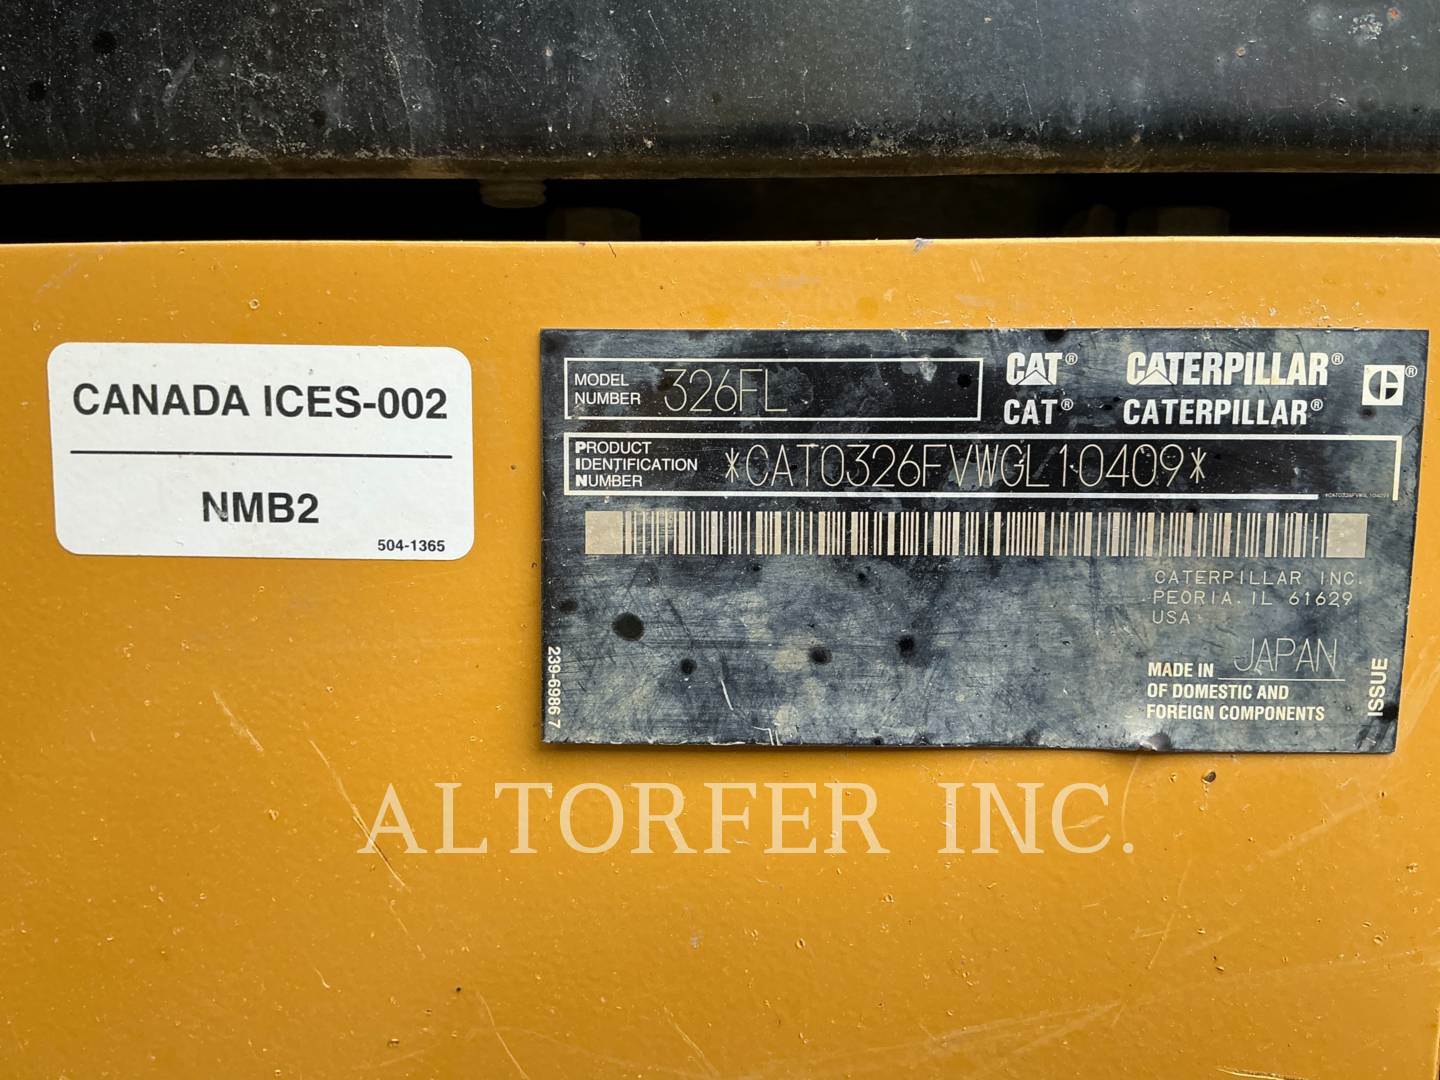 CANADA ICES-002
NMB2
504-1365
MODEL NUMBER 326FL
CAT® CATERPILLAR® ®
CAT® CATERPILLAR®
PRODUCT IDENTIFICATION NUMBER *CAT0326FVWGL10409*
*CAT0326FVWGL10409*
CATERPILLAR INC.
PEORIA, IL 61629
USA
MADE IN JAPAN
OF DOMESTIC AND
FOREIGN COMPONENTS
239-6986 7
ISSUE
ALTORFER INC.